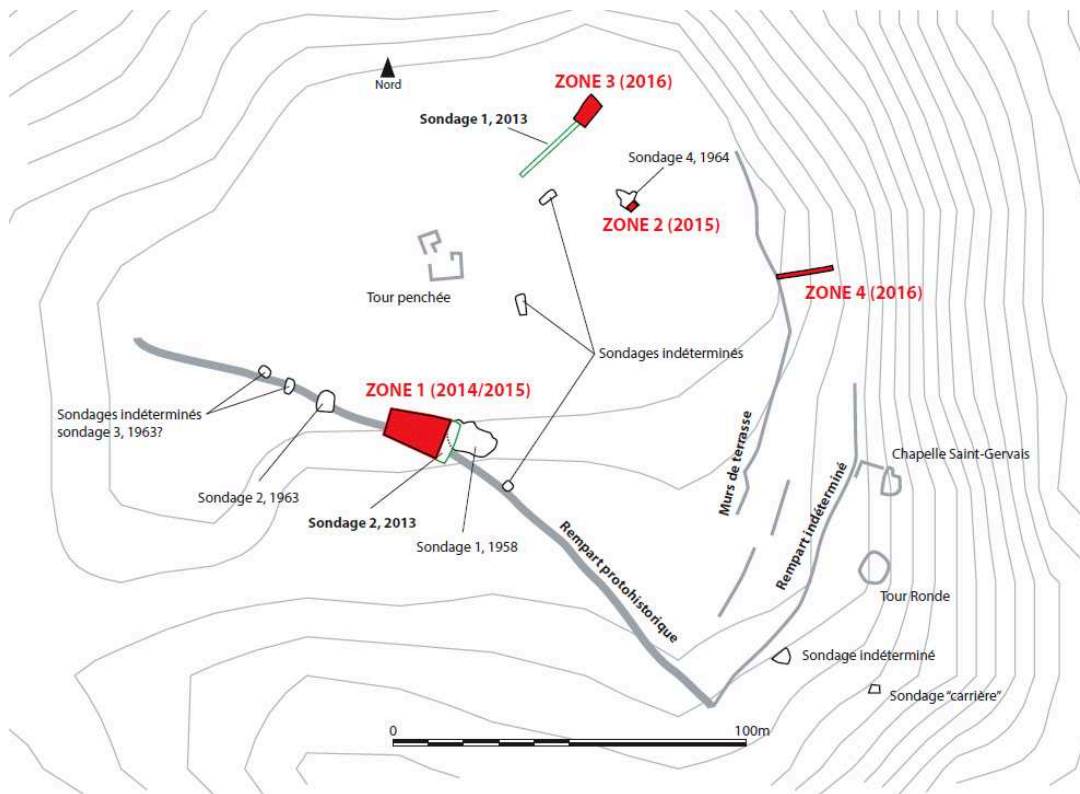 Nord
ZONE 3 (2016)
Sondage 1, 2013
Sondage 4, 1964
ZONE 2 (2015)
Tour penchée
ZONE 4 (2016)
Sondages indéterminés
ZONE 1 (2014/2015)
Sondages indéterminés
sondage 3, 1963?
Chapelle Saint-Gervais
Murs de terrasse
Rempart indéterminé
Sondage 2, 1963
Sondage 2, 2013
Sondage 1, 1958
Rempart protohistorique
Tour Ronde
Sondage indéterminé
Sondage “carrière”
0
100m